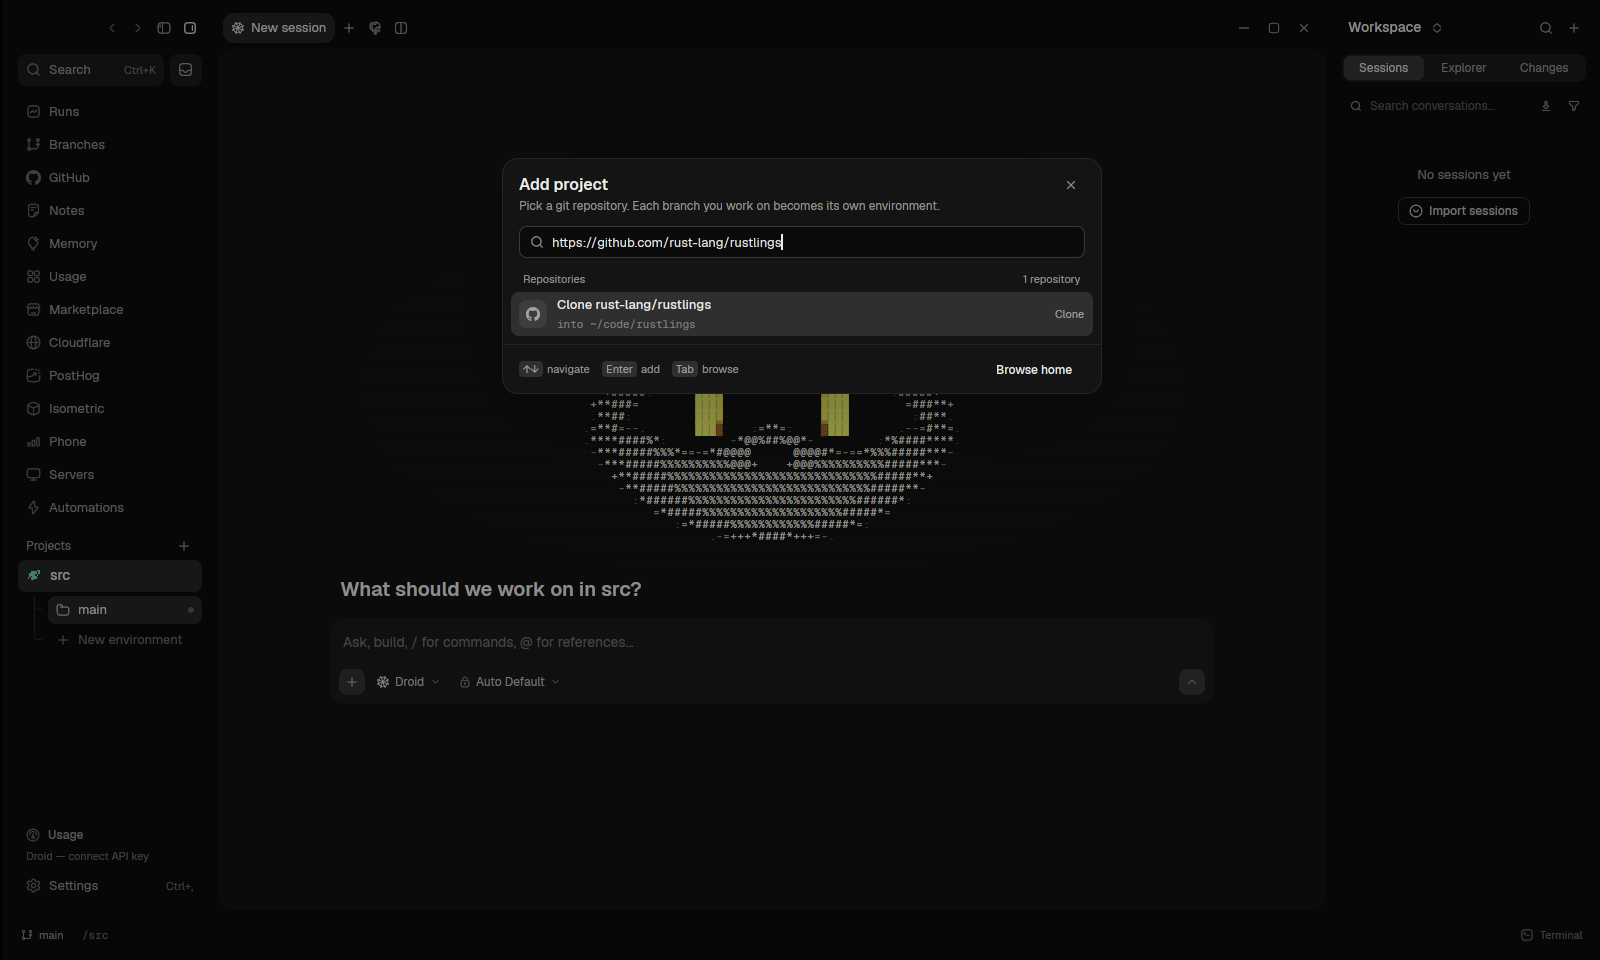 New session
Workspace
Search Ctrl+K
Sessions Explorer Changes
Search conversations...
Runs
Branches
GitHub
Notes
Memory
Usage
Marketplace
Cloudflare
PostHog
Isometric
Phone
Servers
Automations
Projects
src
main
New environment
Usage
Droid — connect API key
Settings Ctrl+,
main /src
Add project
Pick a git repository. Each branch you work on becomes its own environment.
https://github.com/rust-lang/rustlings
Repositories 1 repository
Clone rust-lang/rustlings
into ~/code/rustlings
Clone
navigate Enter add Tab browse Browse home
What should we work on in src?
Ask, build, / for commands, @ for references...
Droid Auto Default
No sessions yet
Import sessions
Terminal